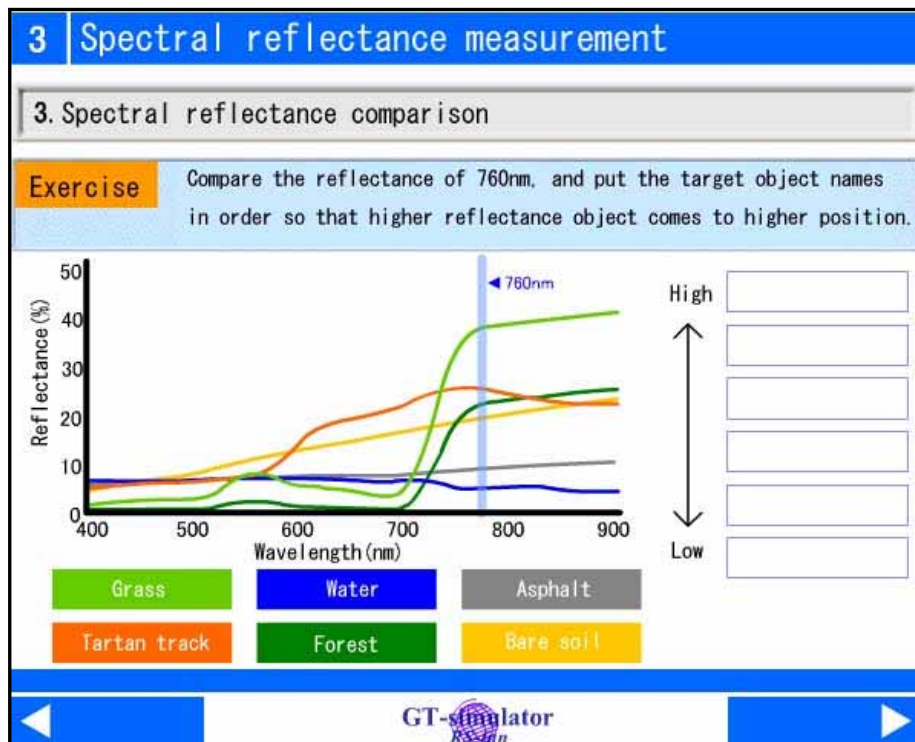 3 Spectral reflectance measurement
3. Spectral reflectance comparison
Exercise
Compare the reflectance of 760nm, and put the target object names
in order so that higher reflectance object comes to higher position.
50
40
30
20
10
0
Reflectance(%)
◀760nm
400 500 600 700 800 900
Wavelength(nm)
High
Low
Grass Water Asphalt
Tartan track Forest Bare soil
GT-simulator